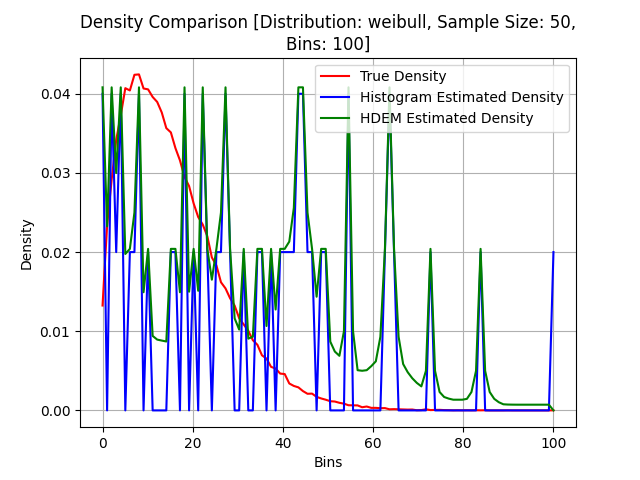 Density Comparison [Distribution: weibull, Sample Size: 50,
Bins: 100]
True Density
Histogram Estimated Density
HDEM Estimated Density
Density
0.04
0.03
0.02
0.01
0.00
0 20 40 60 80 100
Bins